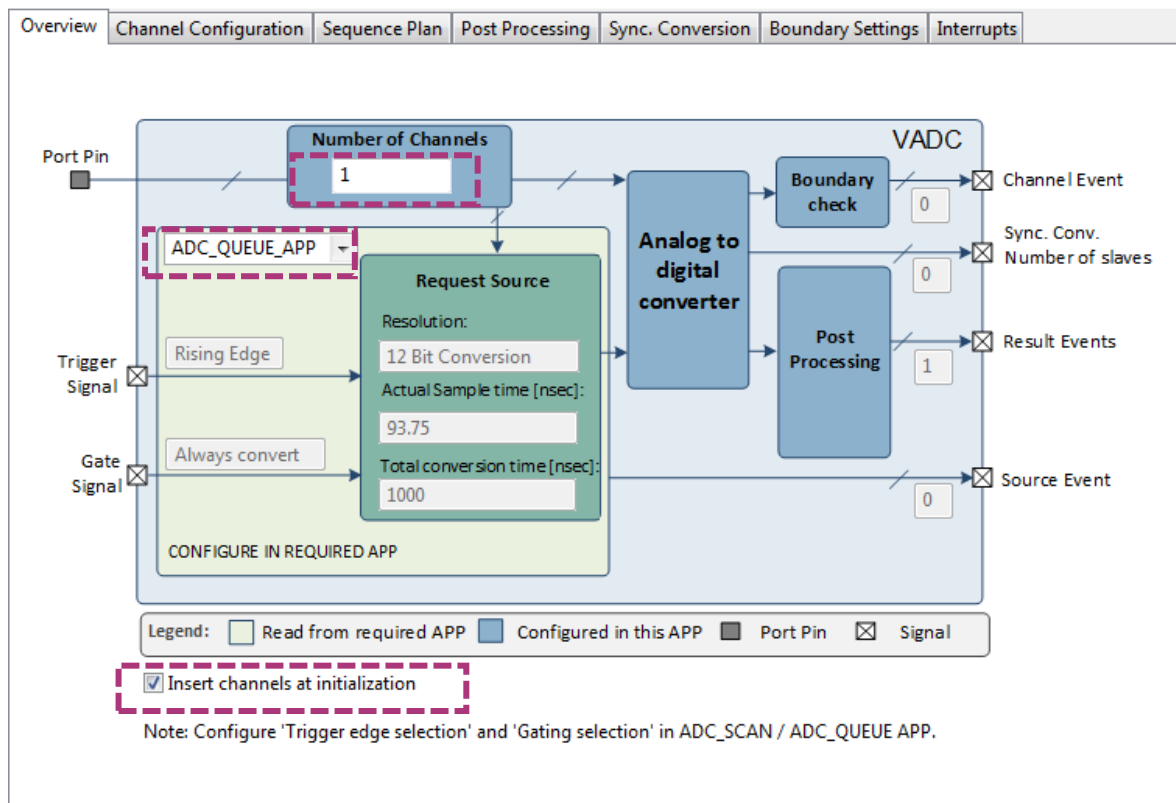 Overview
Channel Configuration
Sequence Plan
Post Processing
Sync. Conversion
Boundary Settings
Interrupts
VADC
Port Pin
Number of Channels
1
Boundary
check
0
Channel Event
ADC_QUEUE_APP
Analog to
digital
converter
Sync. Conv.
Number of slaves
0
Request Source
Resolution:
12 Bit Conversion
Actual Sample time [nsec]:
93.75
Total conversion time [nsec]:
1000
Trigger
Signal
Rising Edge
Post
Processing
1
Result Events
Gate
Signal
Always convert
0
Source Event
CONFIGURE IN REQUIRED APP
Legend:
Read from required APP
Configured in this APP
Port Pin
Signal
Insert channels at initialization
Note: Configure 'Trigger edge selection' and 'Gating selection' in ADC_SCAN / ADC_QUEUE APP.